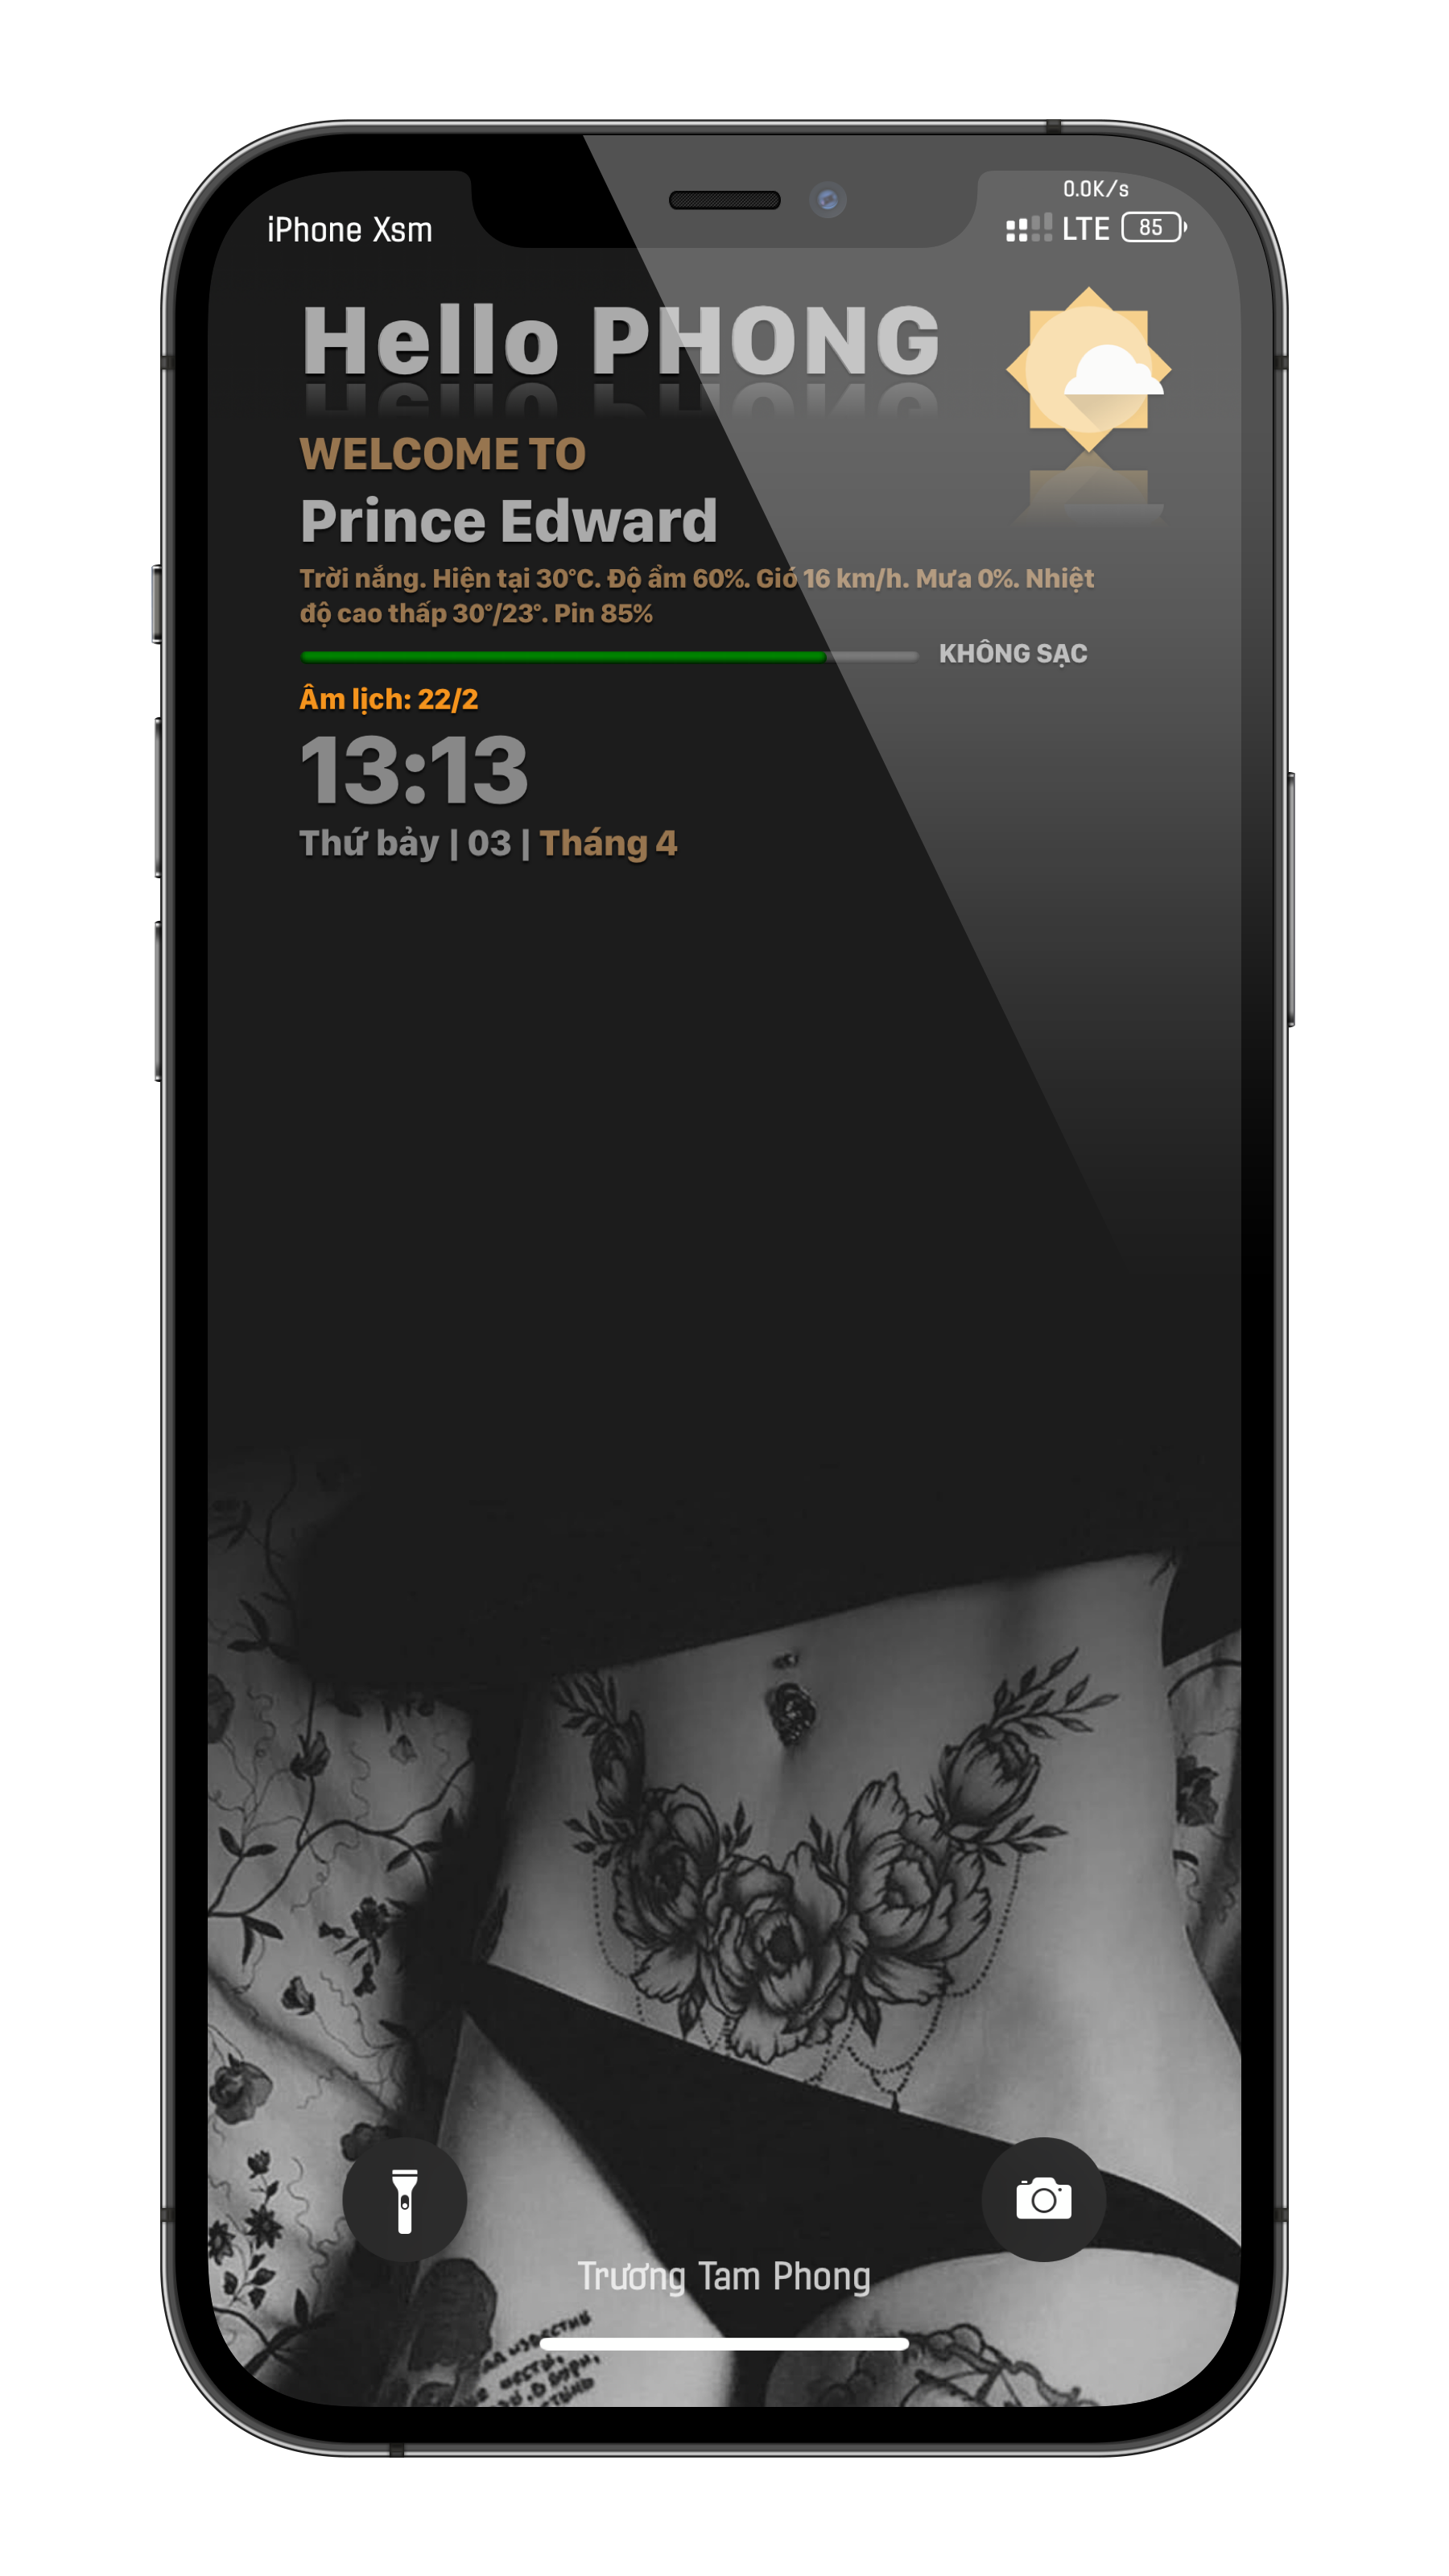 0.0K/s
iPhone Xsm
LTE 85
Hello PHONG
WELCOME TO
Prince Edward
Trời nắng. Hiện tại 30°C. Độ ẩm 60%. Gió 16 km/h. Mưa 0%. Nhiệt
độ cao thấp 30°/23°. Pin 85%
KHÔNG SẠC
Âm lịch: 22/2
13:13
Thứ bảy | 03 | Tháng 4
Trương Tam Phong